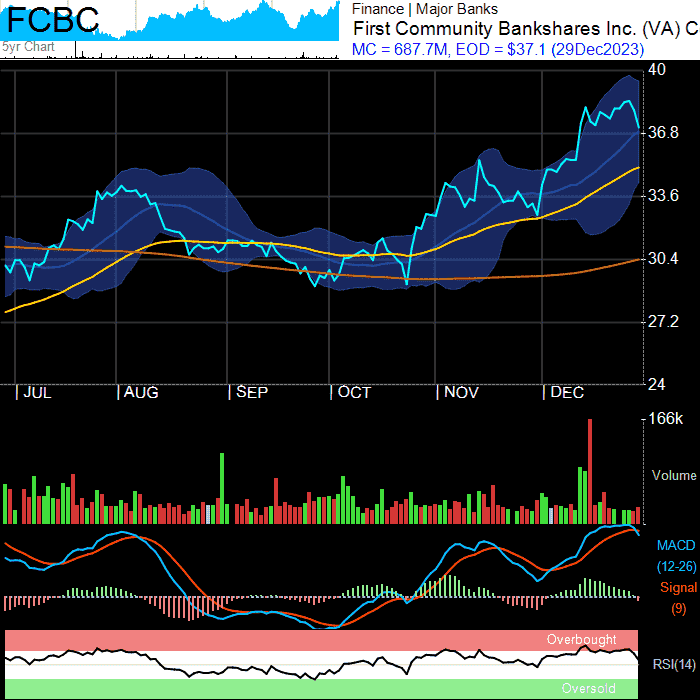 FCBC
5yr Chart
Finance | Major Banks
First Community Bankshares Inc. (VA) C
MC = 687.7M, EOD = $37.1 (29Dec2023)
40
36.8
33.6
30.4
27.2
24
JUL AUG SEP OCT NOV DEC
166k
Volume
MACD
(12-26)
Signal
(9)
Overbought
RSI(14)
Oversold